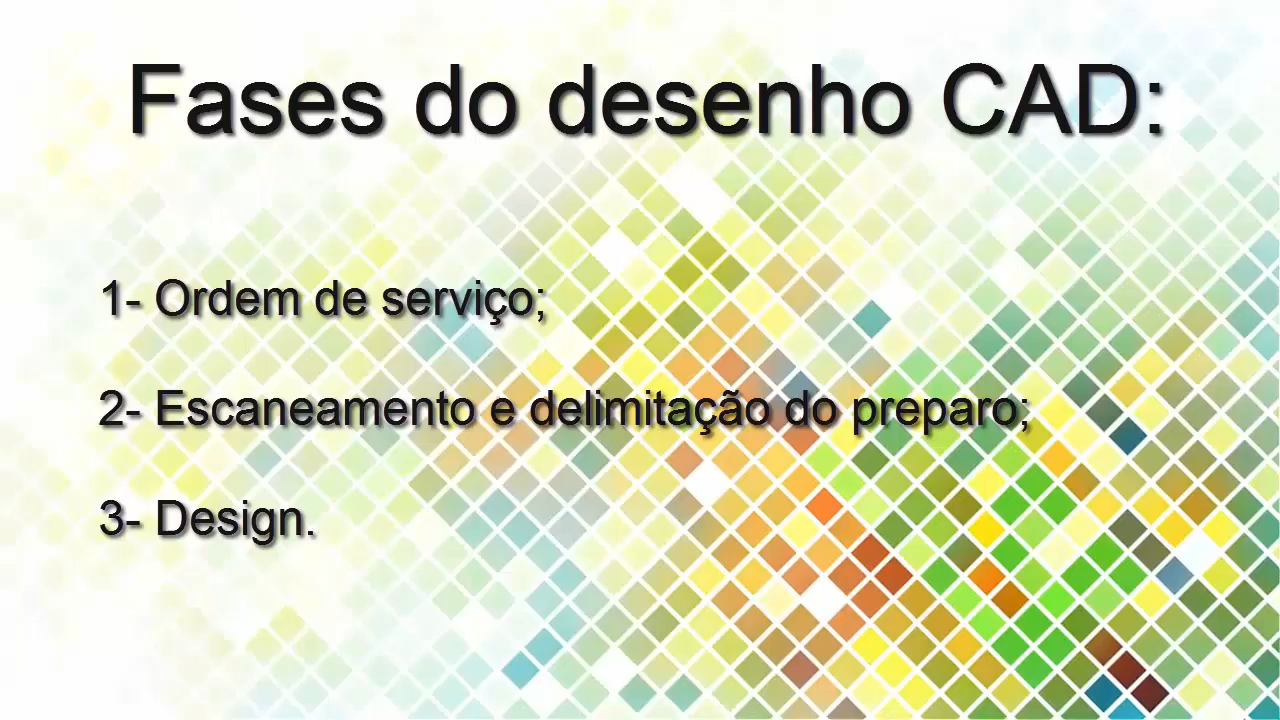 Fases do desenho CAD:
1- Ordem de serviço;
2- Escaneamento e delimitação do preparo;
3- Design.